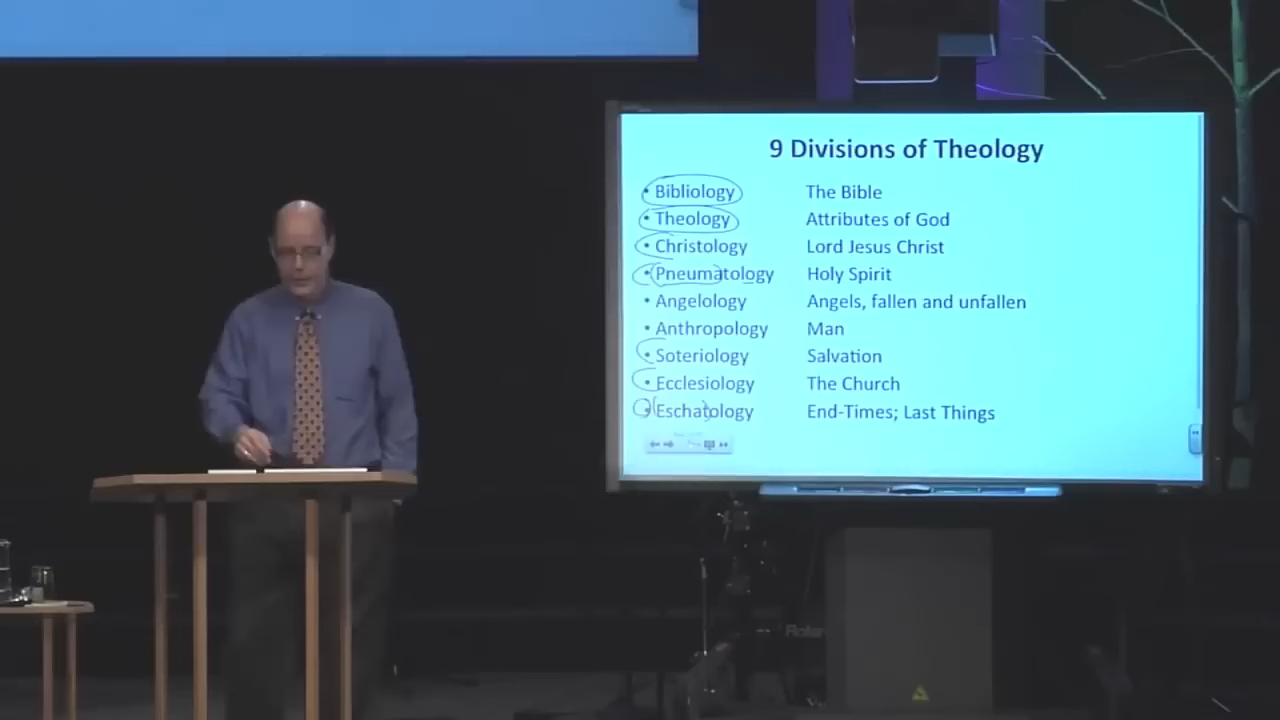 9 Divisions of Theology
• Bibliology The Bible
• Theology Attributes of God
• Christology Lord Jesus Christ
• Pneumatology Holy Spirit
• Angelology Angels, fallen and unfallen
• Anthropology Man
• Soteriology Salvation
• Ecclesiology The Church
• Eschatology End-Times; Last Things
Roland